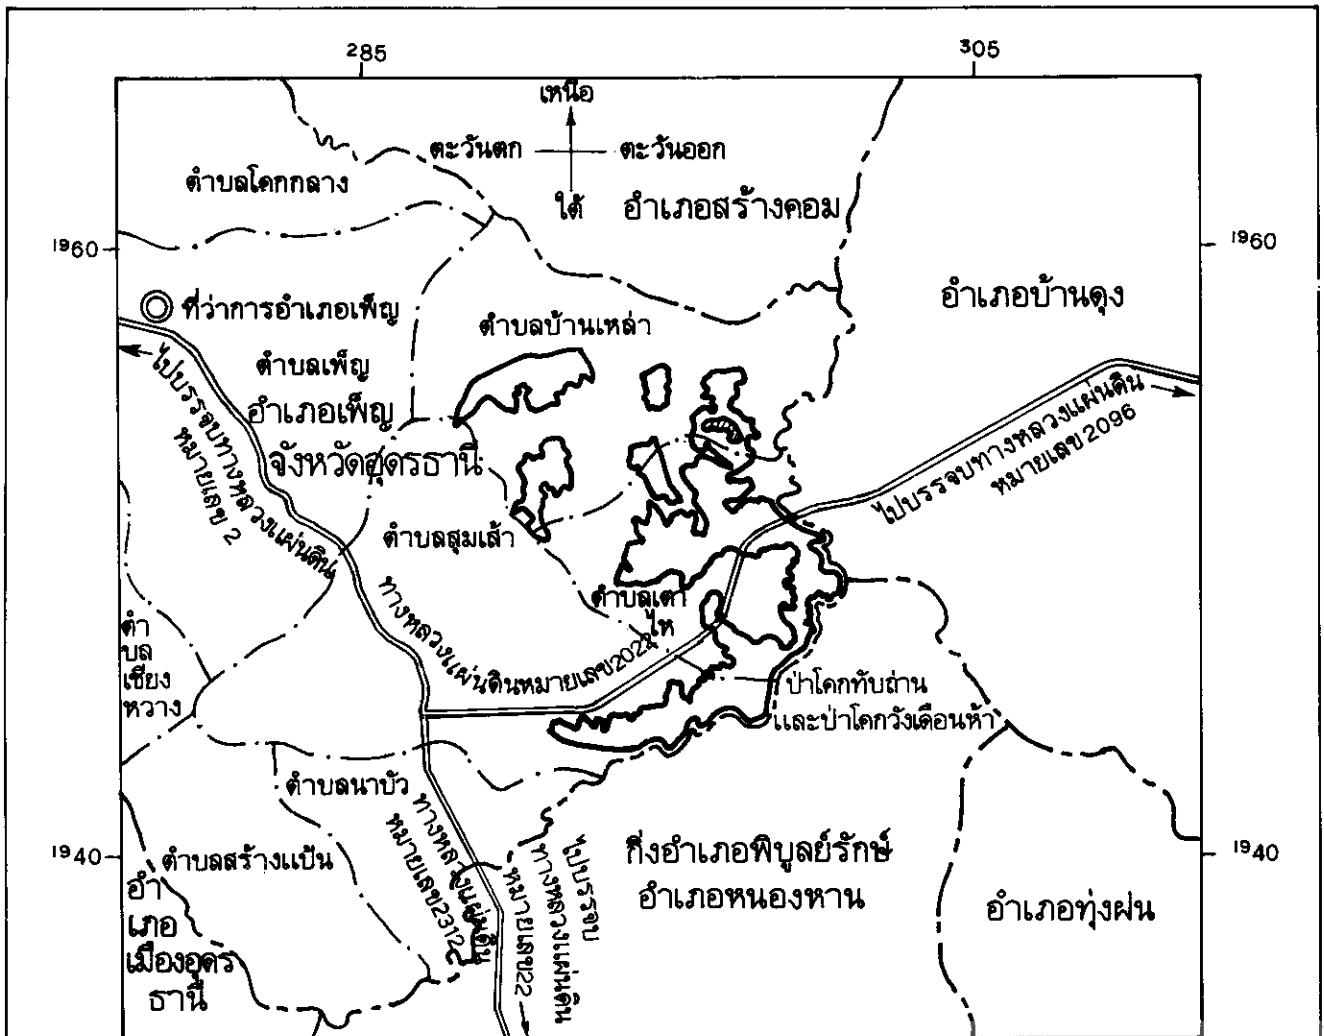 285
305
เหนือ
ตะวันตก
ตะวันออก
ใต้
ตำบลโคกกลาง
อำเภอสร้างคอม
1960
1960
อำเภอบ้านดุง
ที่ว่าการอำเภอเพ็ญ
ตำบลบ้านเหล่า
ตำบลเพ็ญ
อำเภอเพ็ญ
จังหวัดอุดรธานี
ไปบรรจบทางหลวงแผ่นดิน
หมายเลข 2
ไปบรรจบทางหลวงแผ่นดิน
หมายเลข 2096
ตำบลสุมเส้า
ทางหลวงแผ่นดินหมายเลข2022
ตำบลเตา
ไห
ตำ
บล
เชียง
หวาง
ป่าโคกทับถ่าน
และป่าโคกวังเดือนห้า
ตำบลนาบัว
ทางหลวงแผ่นดิน
หมายเลข2312
ไปบรรจบ
ทางหลวงแผ่นดิน
หมายเลข22
1940
1940
ตำบลสร้างแป้น
กิ่งอำเภอพิบูลย์รักษ์
อำเภอหนองหาน
อำเภอทุ่งฝน
อำ
เภอ
เมืองอุดร
ธานี